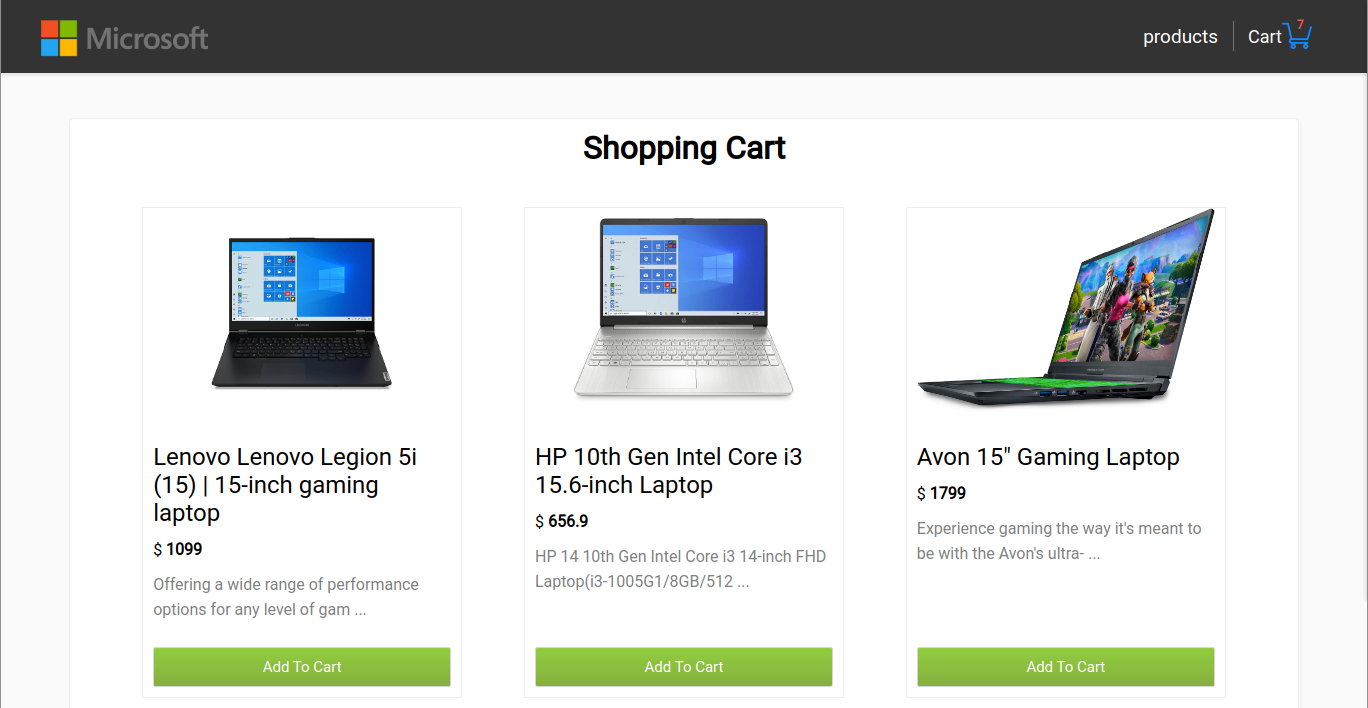 Microsoft
products
Cart
7
Shopping Cart
Lenovo Lenovo Legion 5i
(15) | 15-inch gaming
laptop
$ 1099
Offering a wide range of performance
options for any level of gam ...
Add To Cart
HP 10th Gen Intel Core i3
15.6-inch Laptop
$ 656.9
HP 14 10th Gen Intel Core i3 14-inch FHD
Laptop(i3-1005G1/8GB/512 ...
Add To Cart
Avon 15" Gaming Laptop
$ 1799
Experience gaming the way it's meant to
be with the Avon's ultra- ...
Add To Cart